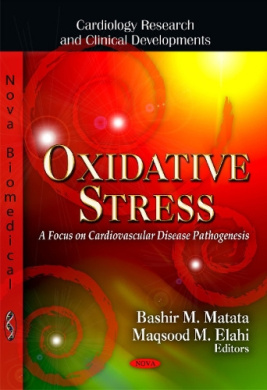 Cardiology Research
and Clinical Developments
Nova Biomedical
OXIDATIVE
STRESS
A Focus on Cardiovascular Disease Pathogenesis
Bashir M. Matata
Maqsood M. Elahi
Editors
NOVA